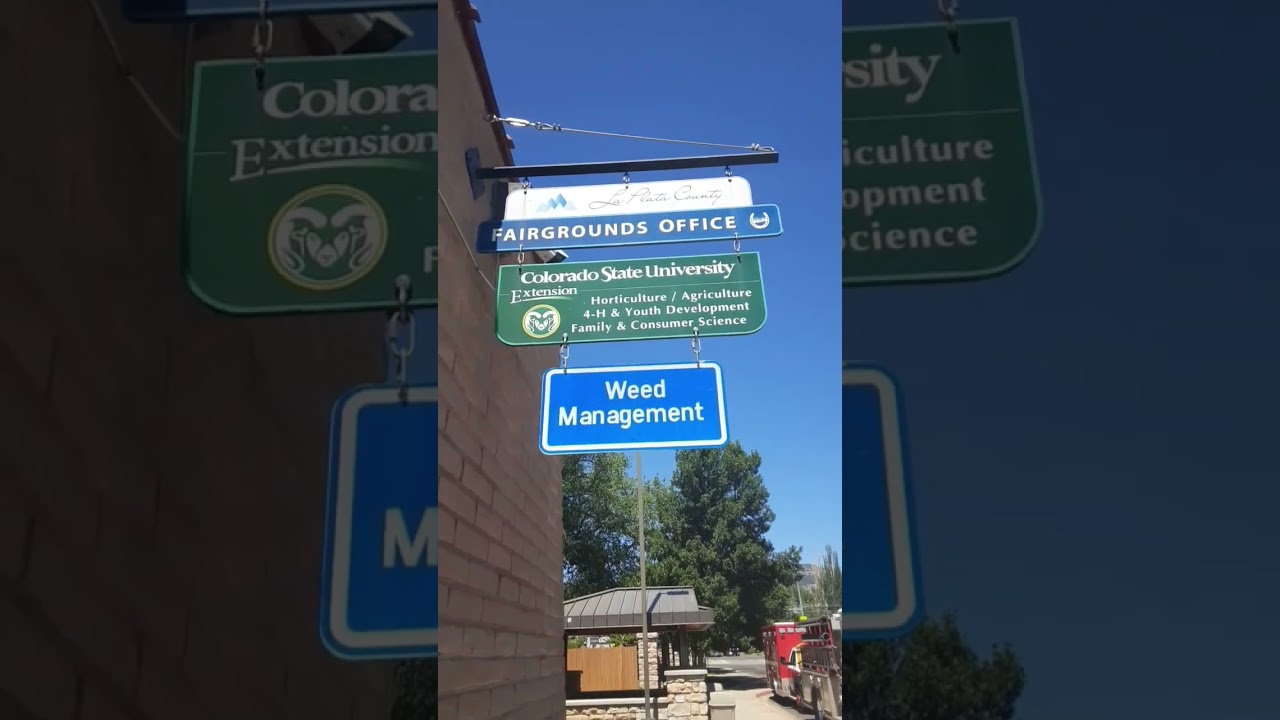 La Plata County
FAIRGROUNDS OFFICE
Colorado State University
Extension
Horticulture / Agriculture
4-H & Youth Development
Family & Consumer Science
Weed
Management